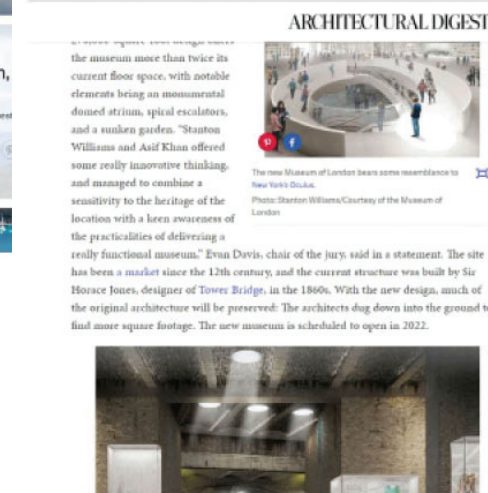 ARCHITECTURAL DIGEST
the museum more than twice its
current floor space, with notable
elements being an monumental
domed atrium, spiral escalators,
and a sunken garden. "Stanton
Williams and Asif Khan offered
some really innovative thinking,
and managed to combine a
sensitivity to the heritage of the
location with a keen awareness of
the practicalities of delivering a
The new Museum of London bears some resemblance to
New York's Oculus.
Photo: Stanton Williams/Courtesy of the Museum of
London
really functional museum," Evan Davis, chair of the jury, said in a statement. The site
has been a market since the 12th century, and the current structure was built by Sir
Horace Jones, designer of Tower Bridge, in the 1860s. With the new design, much of
the original architecture will be preserved: The architects dug down into the ground to
find more square footage. The new museum is scheduled to open in 2022.